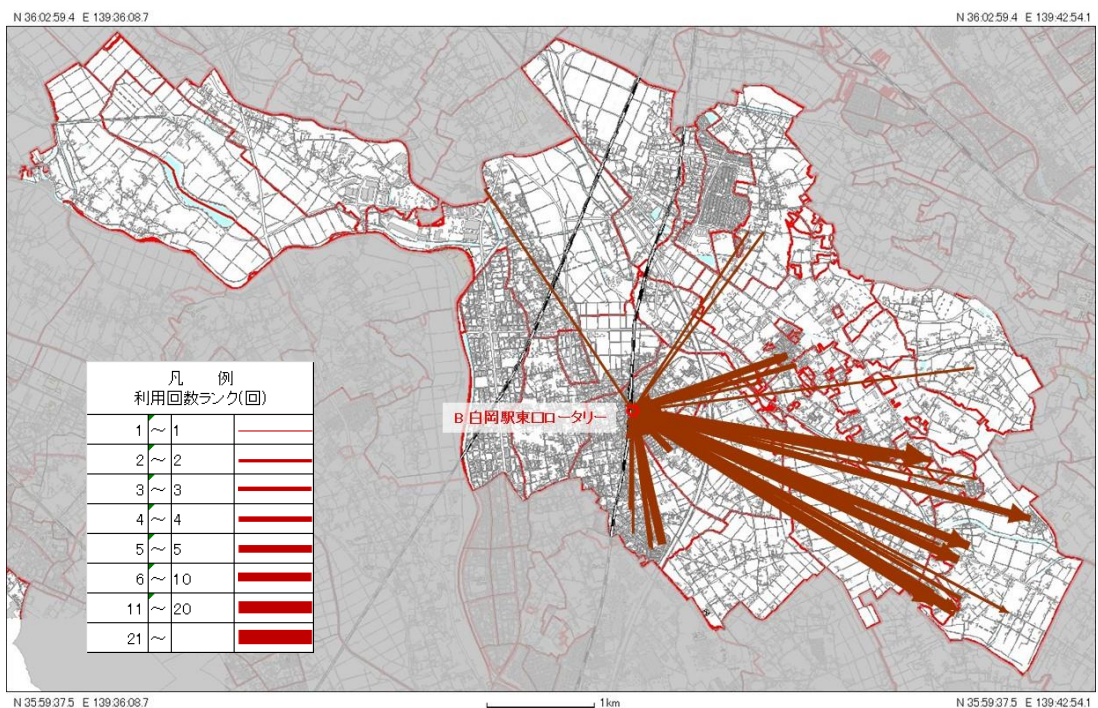 N 36:02:59.4 E 139:36:08.7
N 36:02:59.4 E 139:42:54.1
B 白岡駅東口ロータリー
凡　例
利用回数ランク(回)
1 ～ 1
2 ～ 2
3 ～ 3
4 ～ 4
5 ～ 5
6 ～ 10
11 ～ 20
21 ～
N 35:59:37.5 E 139:36:08.7
1km
N 35:59:37.5 E 139:42:54.1